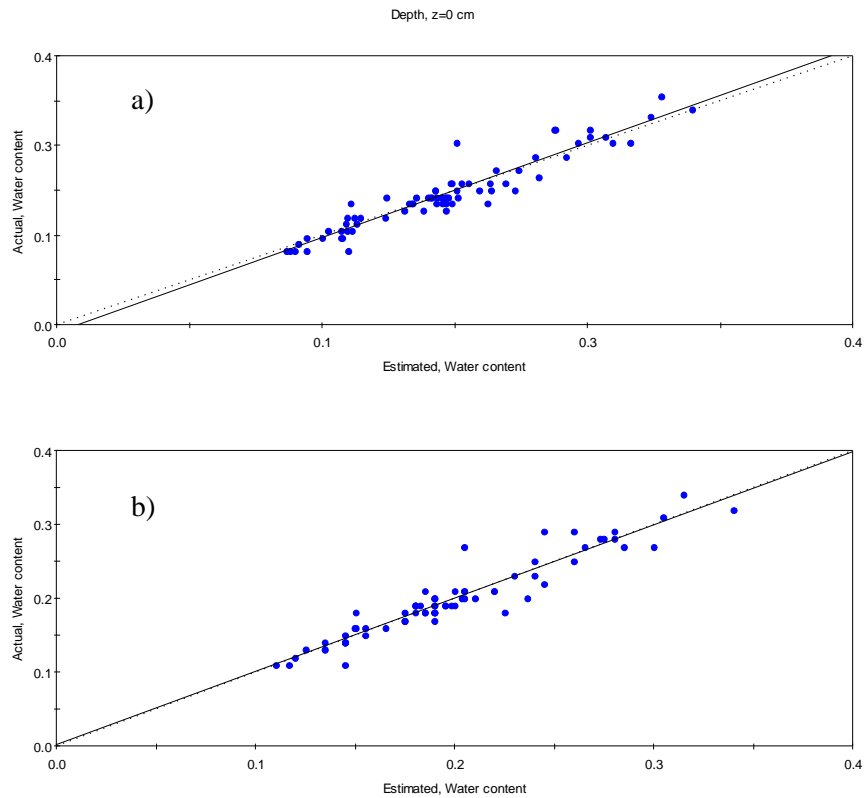 Depth, z=0 cm
0.4
a)
0.3
Actual, Water content
0.1
0.0
0.0 0.1 0.3 0.4
Estimated, Water content
0.4
b)
0.3
Actual, Water content
0.2
0.1
0.0
0.0 0.1 0.2 0.3 0.4
Estimated, Water content